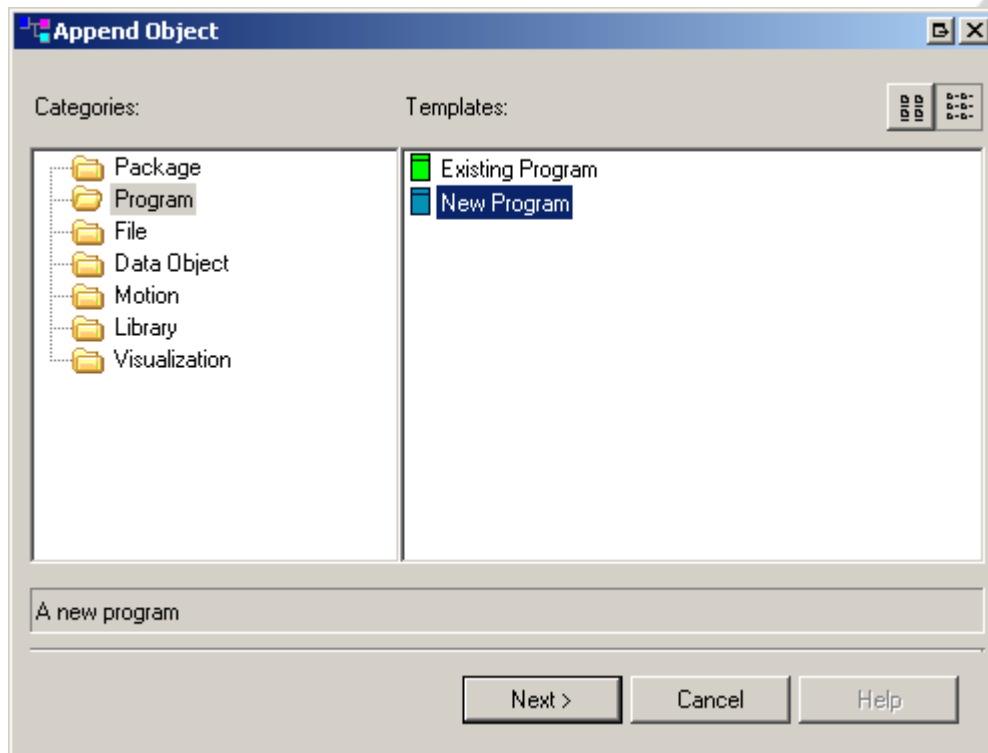 Append Object
Categories:
Templates:
Package
Program
File
Data Object
Motion
Library
Visualization
Existing Program
New Program
A new program
Next >
Cancel
Help